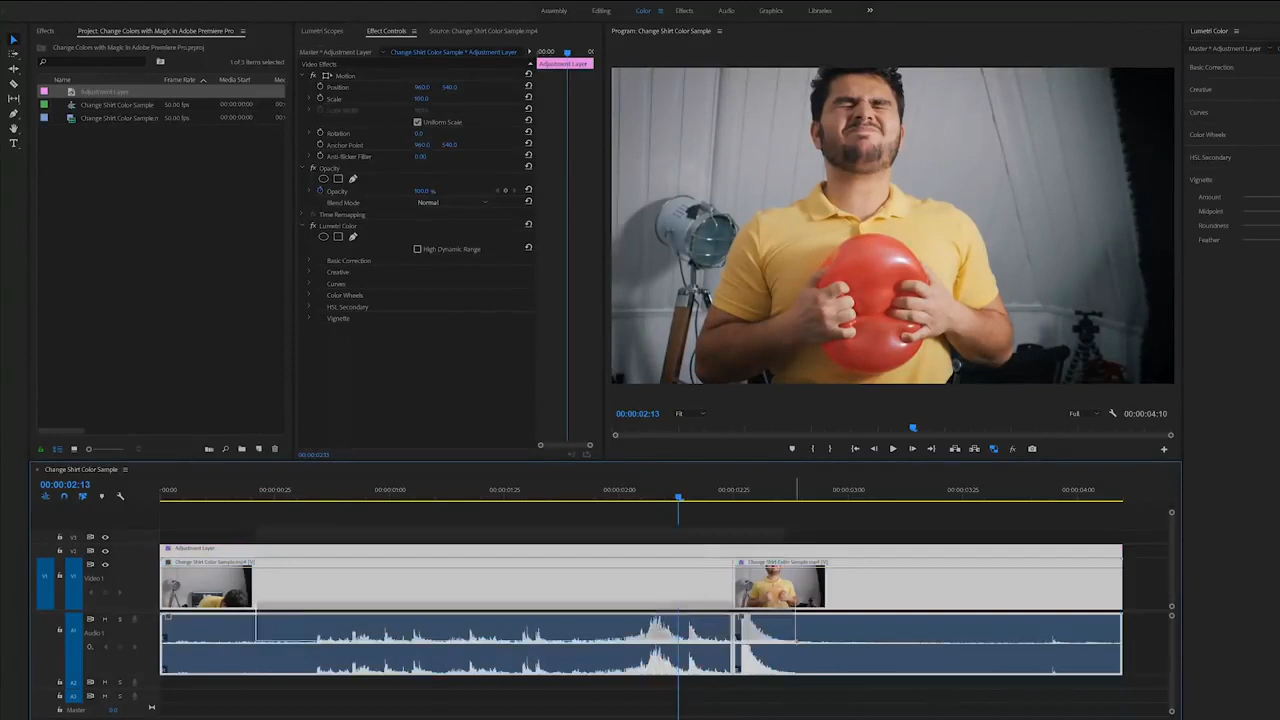 Assembly Editing Color Effects Audio Graphics Libraries
Effects Project: Change Colors with Magic in Adobe Premiere Pro
Change Colors with Magic in Adobe Premiere Pro.prproj
1 of 3 items selected
Name Frame Rate Media Start
Adjustment Layer
Change Shirt Color Sample 50.00 fps 00:00:00:00
Change Shirt Color Sample.n 50.00 fps 00:00:00:00
Lumetri Scopes Effect Controls Source: Change Shirt Color Sample.mp4
Master * Adjustment Layer Change Shirt Color Sample * Adjustment Layer
:00:00 00
Video Effects Adjustment Layer
fx Motion
Position 960.0 540.0
Scale 100.0
Uniform Scale
Rotation 0.0
Anchor Point 960.0 540.0
Anti-flicker Filter 0.00
fx Opacity
Opacity 100.0 %
Blend Mode Normal
Time Remapping
fx Lumetri Color
High Dynamic Range
Basic Correction
Creative
Curves
Color Wheels
HSL Secondary
Vignette
Program: Change Shirt Color Sample
00:00:02:13 Fit Full 00:00:04:10
Lumetri Color
Master * Adjustment Layer
Basic Correction
Creative
Curves
Color Wheels
HSL Secondary
Vignette
Amount
Midpoint
Roundness
Feather
Change Shirt Color Sample
00:00:02:13
:00:00 00:00:00:25 00:00:01:00 00:00:01:25 00:00:02:00 00:00:02:25 00:00:03:00 00:00:03:25 00:00:04:00
V3
V2 Adjustment Layer
V1 V1 Video 1
Change Shirt Color Sample.mp4 [V]
Change Shirt Color Sample.mp4 [V]
A1 M S
Audio 1
A2 M S
A3 M S
Master 0.0